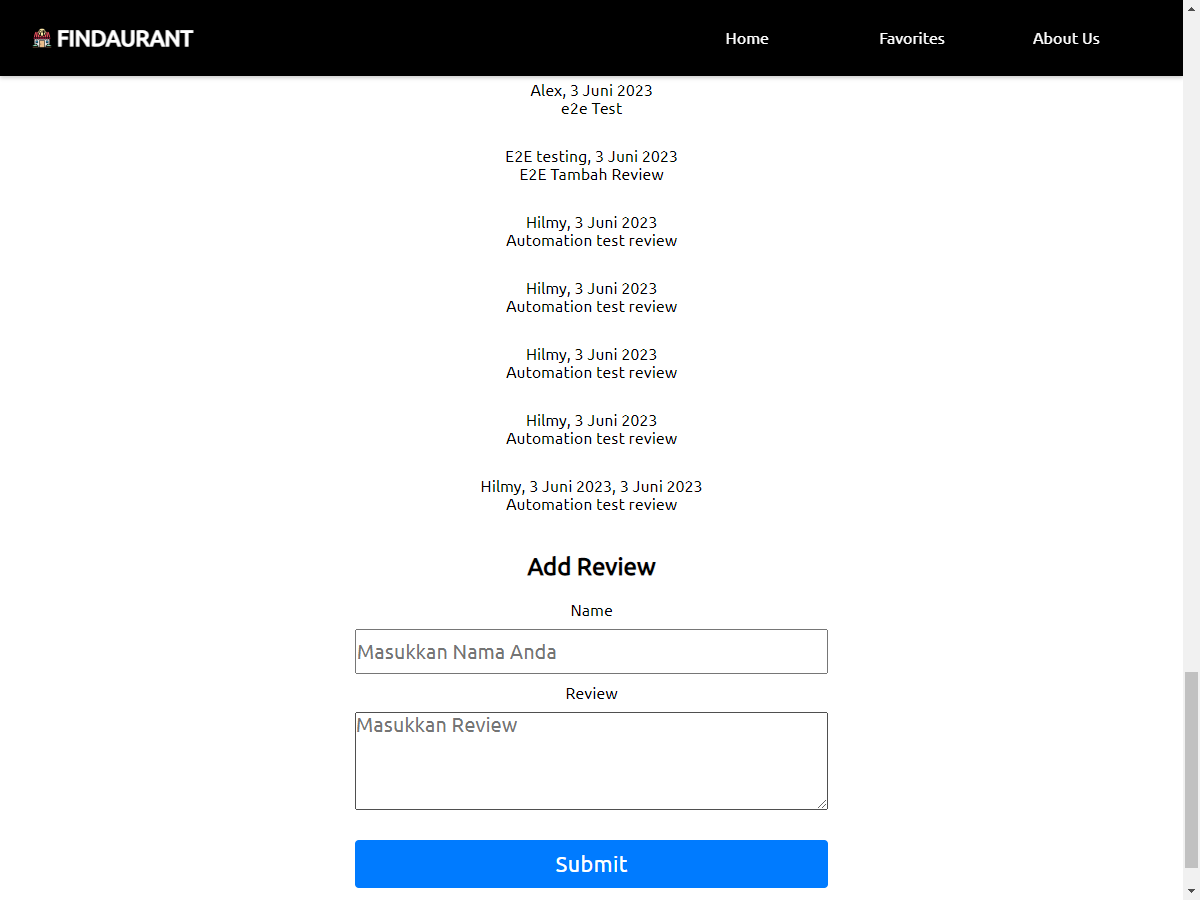 FINDAURANT
Home Favorites About Us
Alex, 3 Juni 2023
e2e Test
E2E testing, 3 Juni 2023
E2E Tambah Review
Hilmy, 3 Juni 2023
Automation test review
Hilmy, 3 Juni 2023
Automation test review
Hilmy, 3 Juni 2023
Automation test review
Hilmy, 3 Juni 2023
Automation test review
Hilmy, 3 Juni 2023, 3 Juni 2023
Automation test review
Add Review
Name
Masukkan Nama Anda
Review
Masukkan Review
Submit